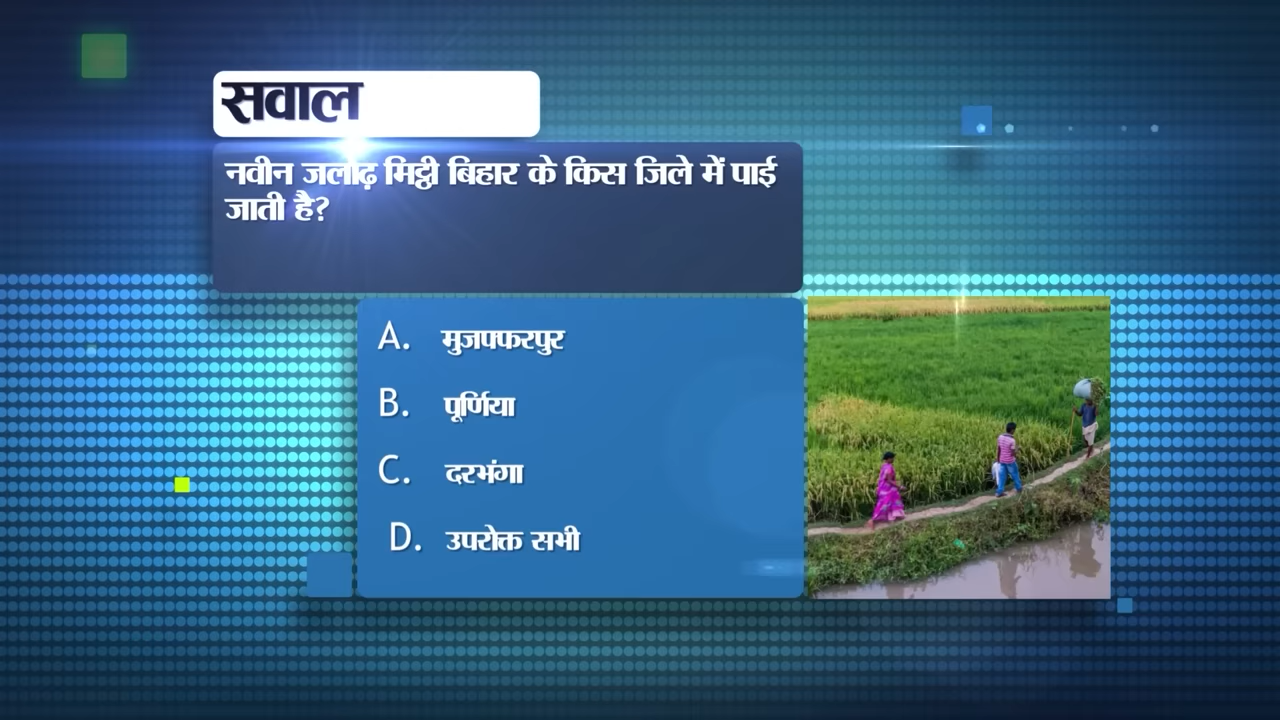 सवाल
नवीन जलोढ़ मिट्टी बिहार के किस जिले में पाई
जाती है?
A. मुजफ्फरपुर
B. पूर्णिया
C. दरभंगा
D. उपरोक्त सभी